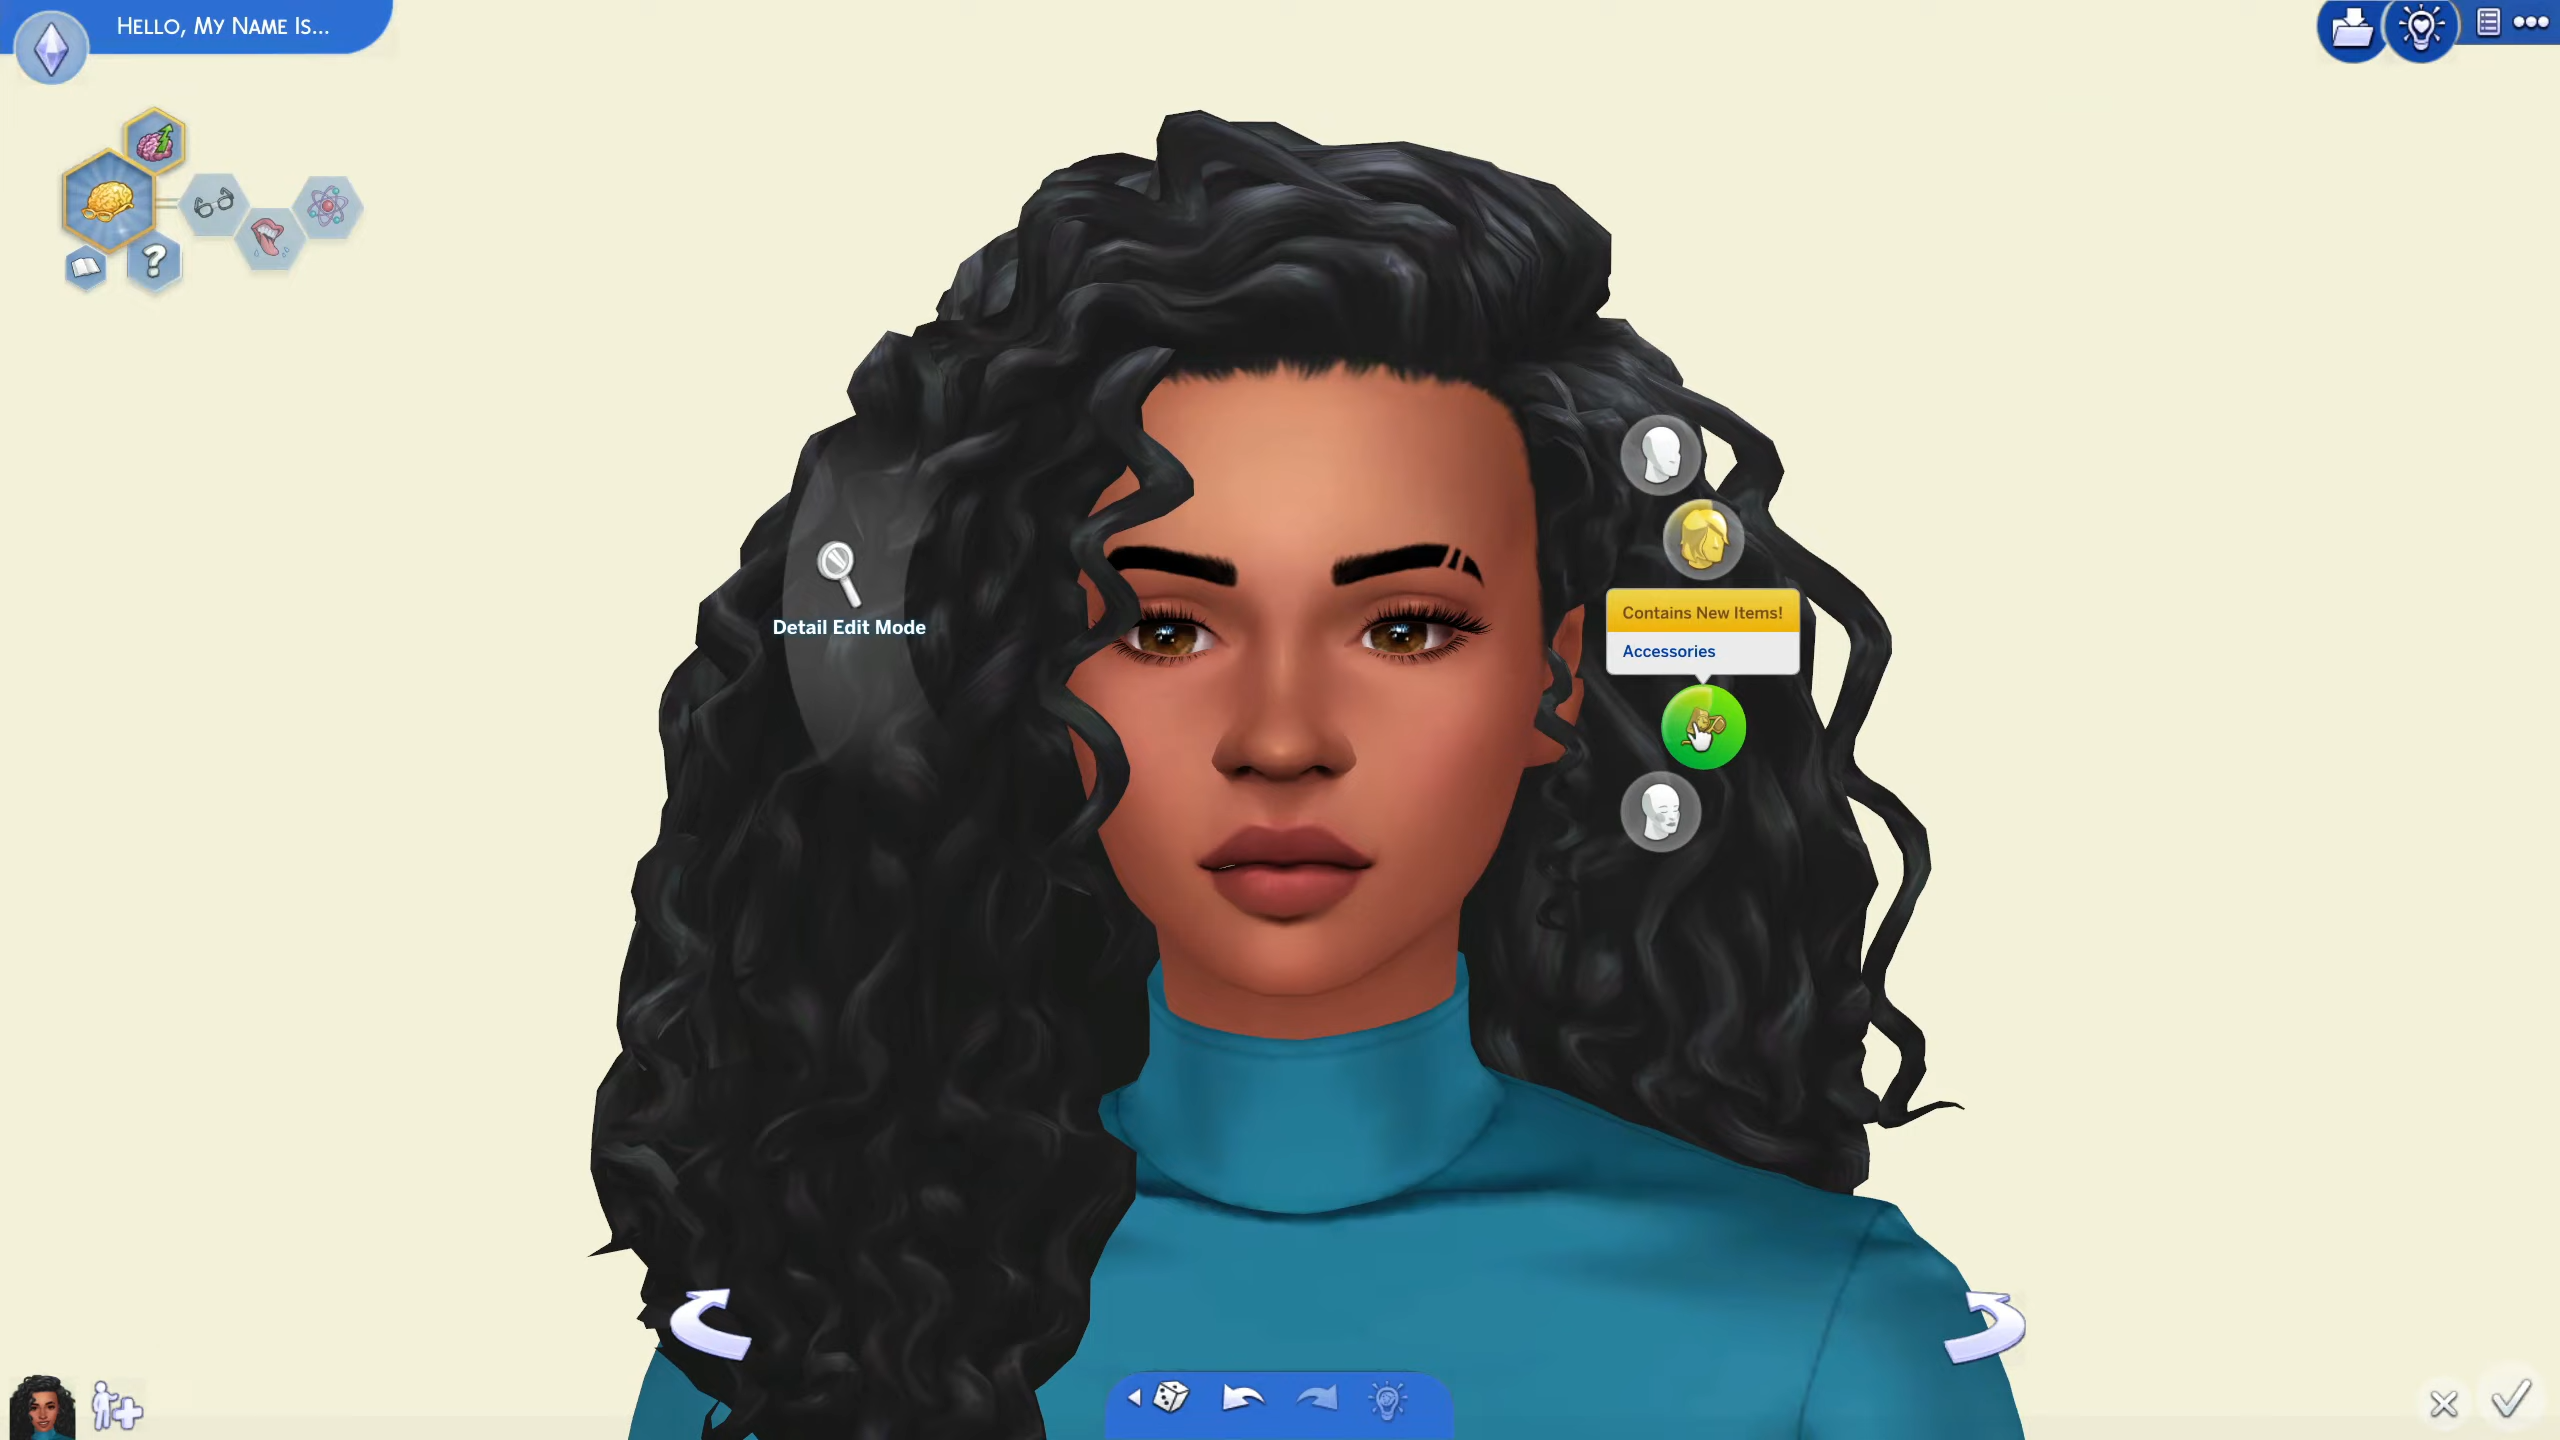 Hello, My Name Is...
Contains New Items!
Detail Edit Mode
Accessories
?